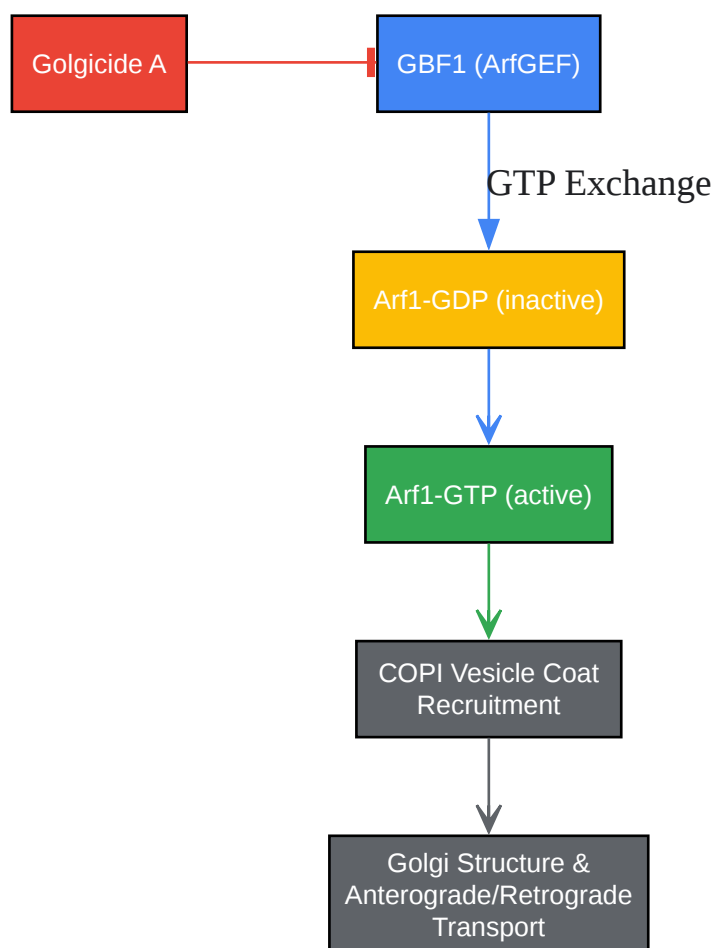 Golgicide A
GBF1 (ArfGEF)
GTP Exchange
Arf1-GDP (inactive)
Arf1-GTP (active)
COPI Vesicle Coat
Recruitment
Golgi Structure &
Anterograde/Retrograde
Transport